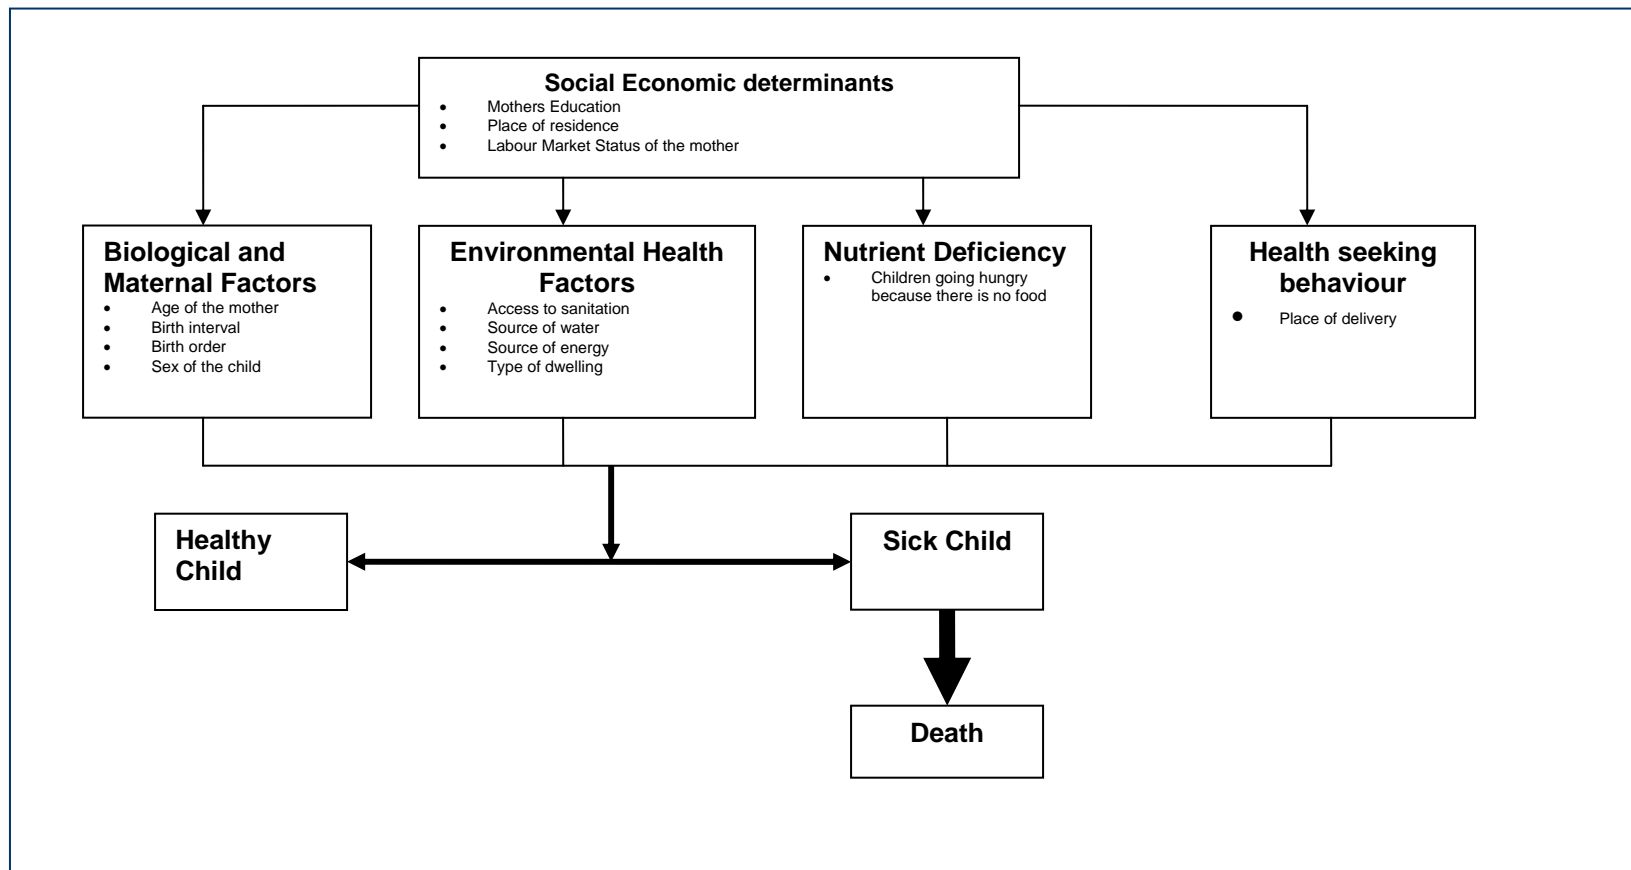 Social Economic determinants
• Mothers Education
• Place of residence
• Labour Market Status of the mother
Biological and
Maternal Factors
• Age of the mother
• Birth interval
• Birth order
• Sex of the child
Environmental Health
Factors
• Access to sanitation
• Source of water
• Source of energy
• Type of dwelling
Nutrient Deficiency
• Children going hungry
because there is no food
Health seeking
behaviour
• Place of delivery
Healthy
Child
Sick Child
Death